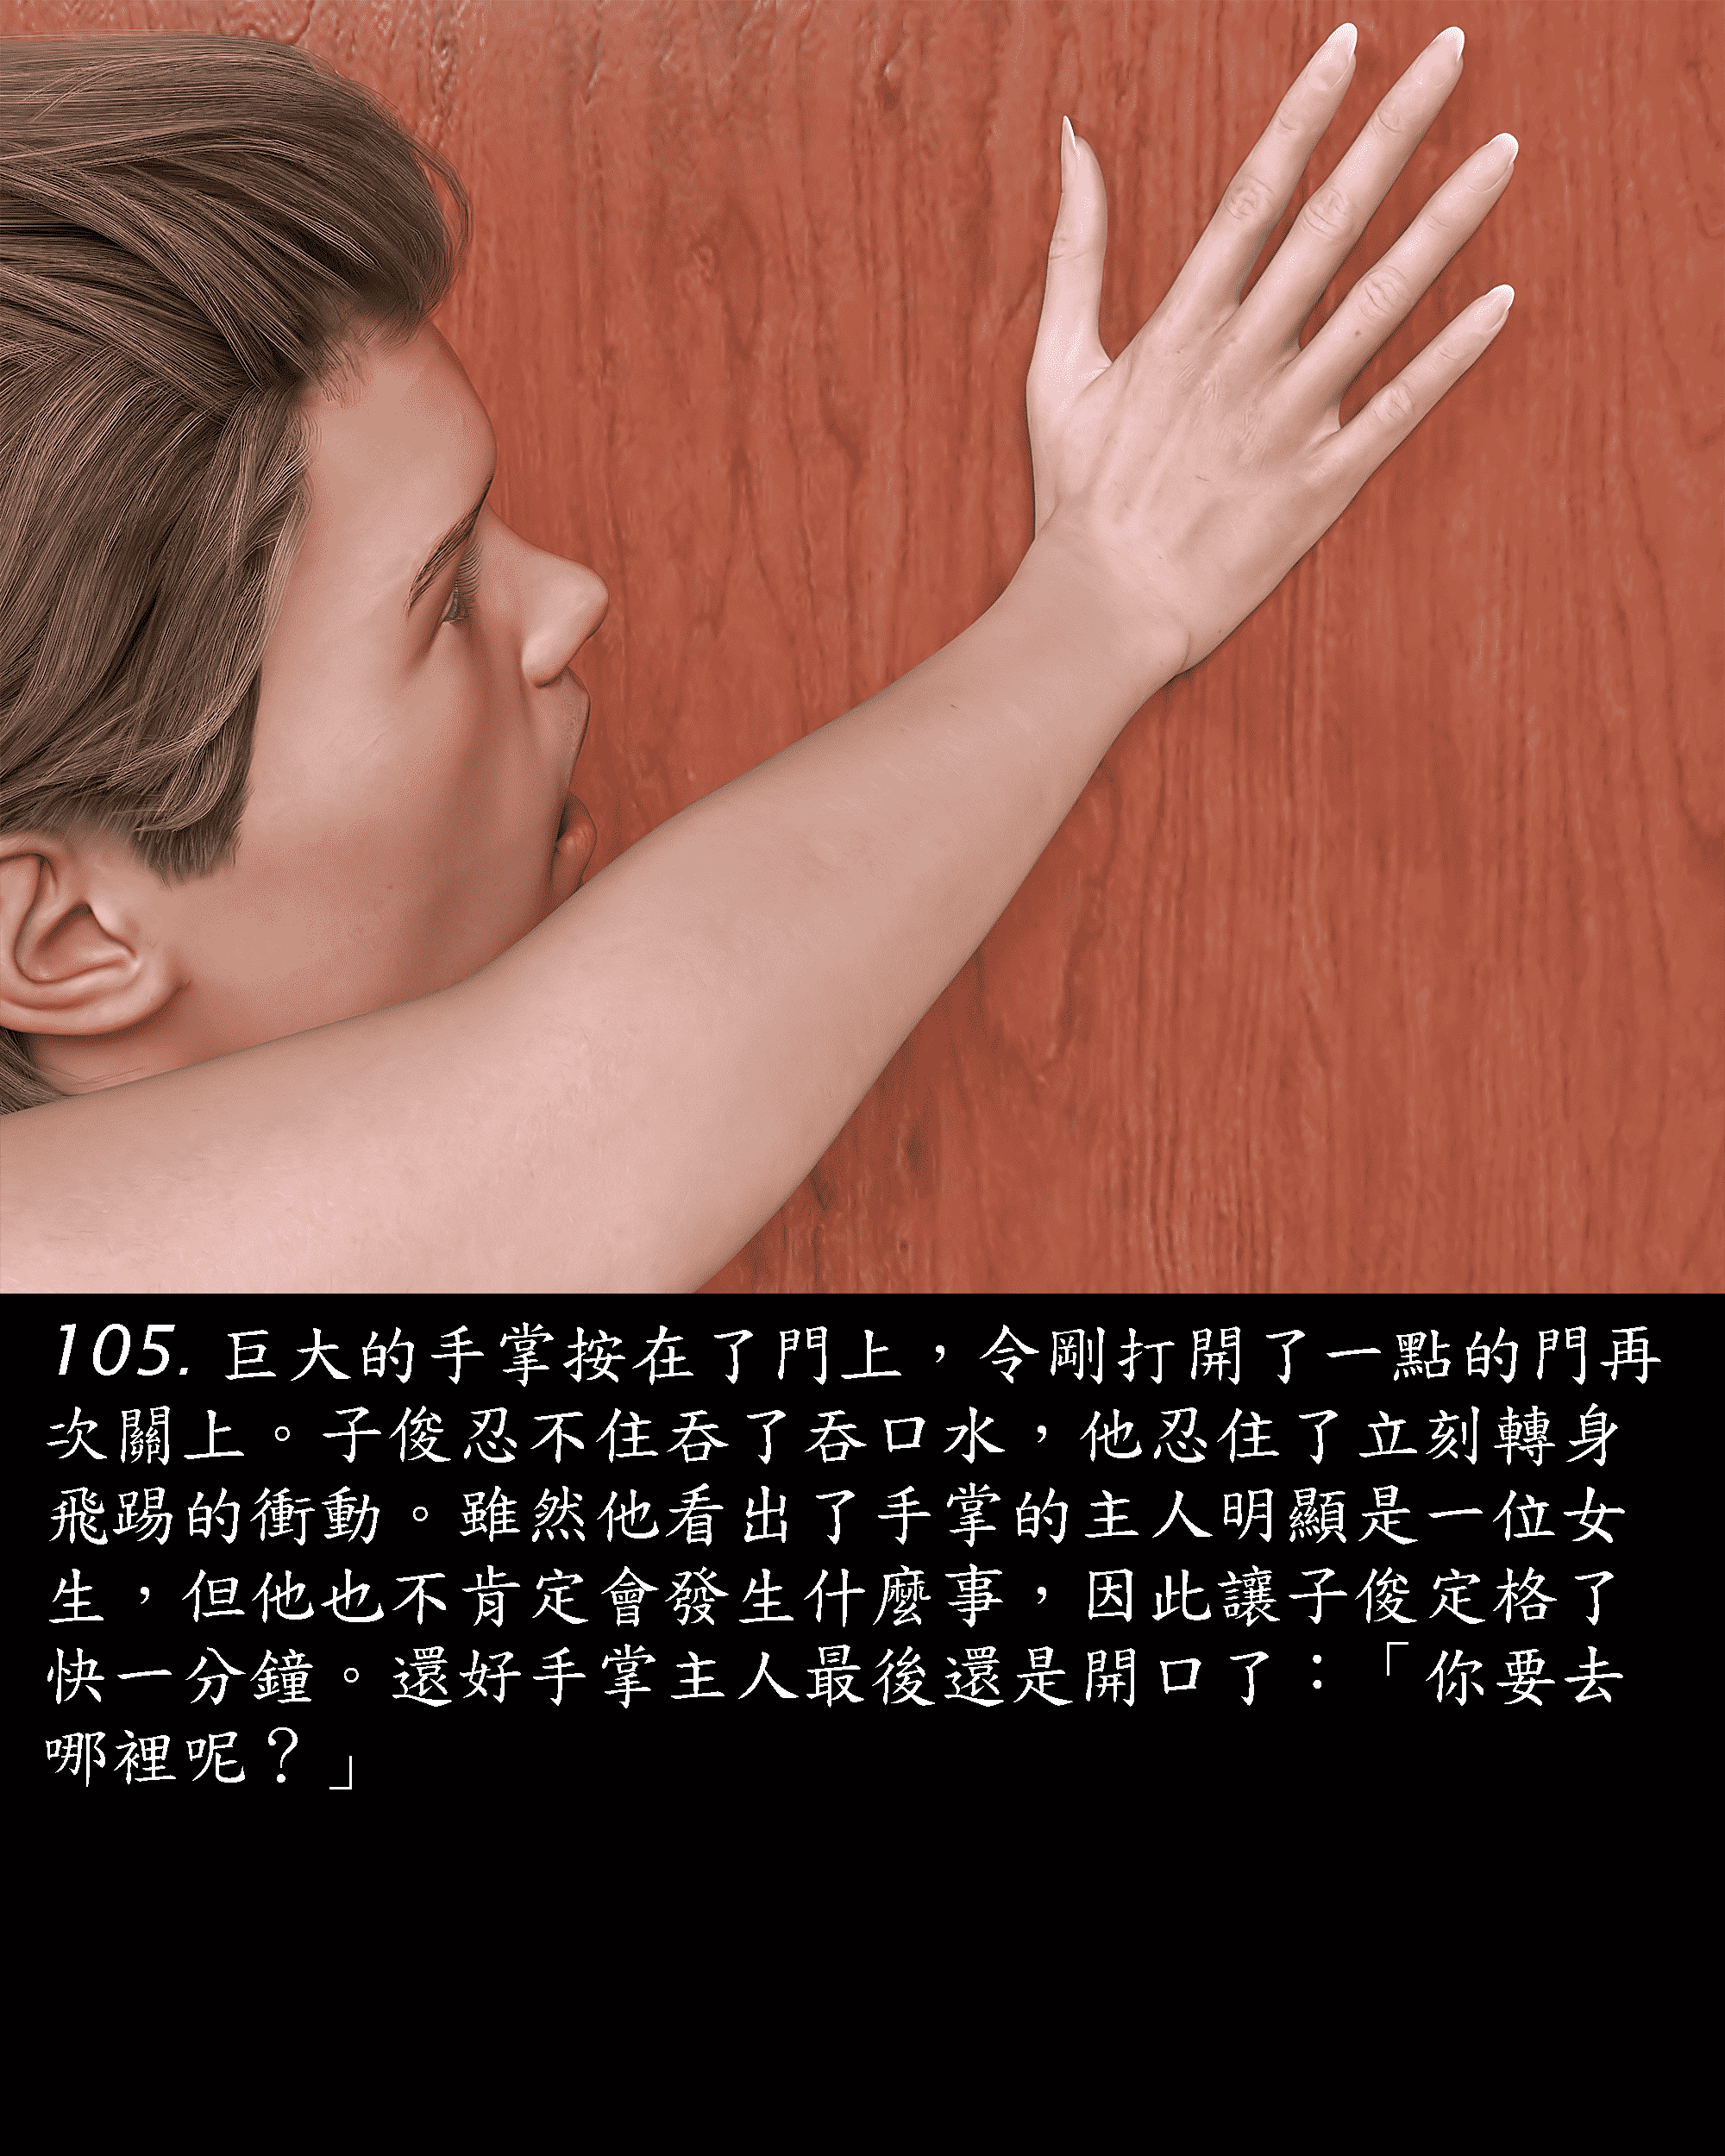 105. 巨大的手掌按在了門上，令剛打開了一點的門再
次關上。子俊忍不住吞了吞口水，他忍住了立刻轉身
飛踢的衝動。雖然他看出了手掌的主人明顯是一位女
生，但他也不肯定會發生什麼事，因此讓子俊定格了
快一分鐘。還好手掌主人最後還是開口了：「你要去
哪裡呢？」